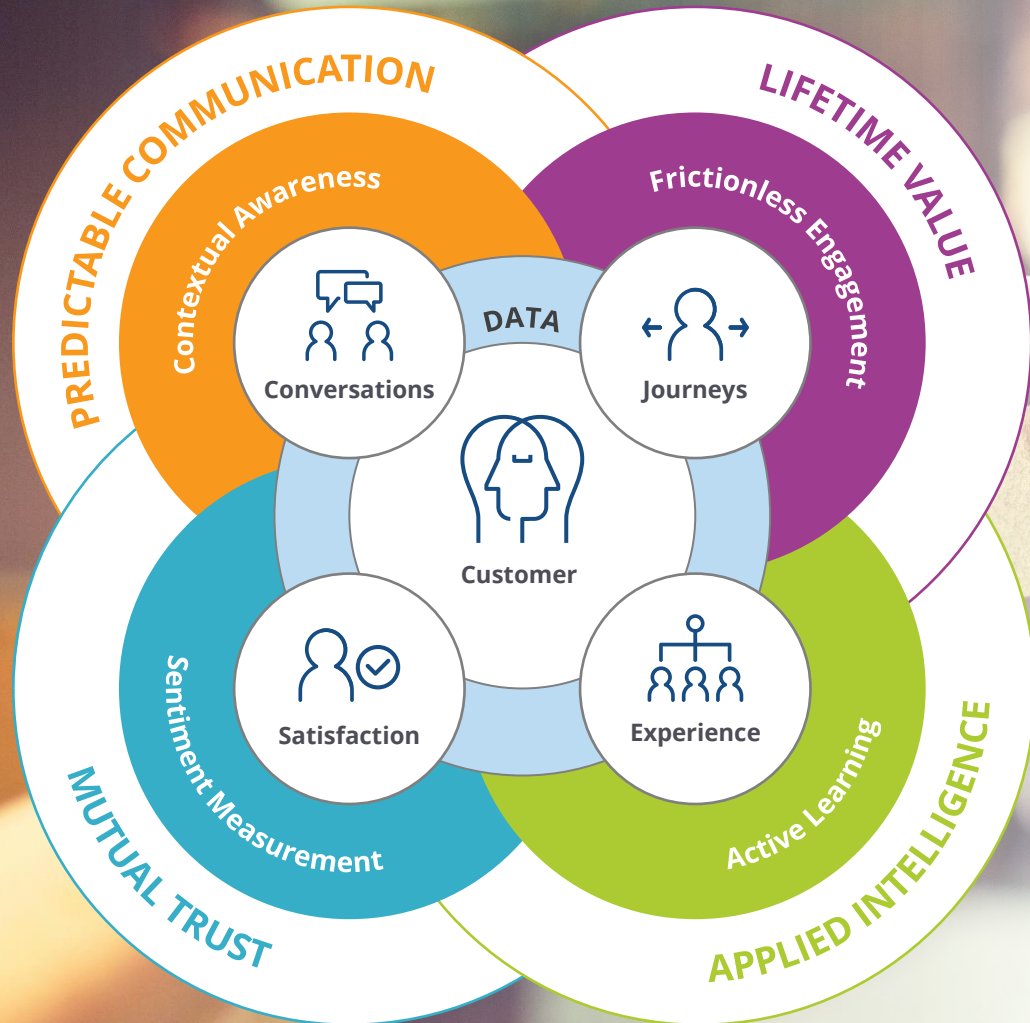 PREDICTABLE COMMUNICATION
LIFETIME VALUE
Contextual Awareness
Frictionless Engagement
DATA
Conversations
Journeys
Customer
Satisfaction
Experience
Sentiment Measurement
Active Learning
MUTUAL TRUST
APPLIED INTELLIGENCE